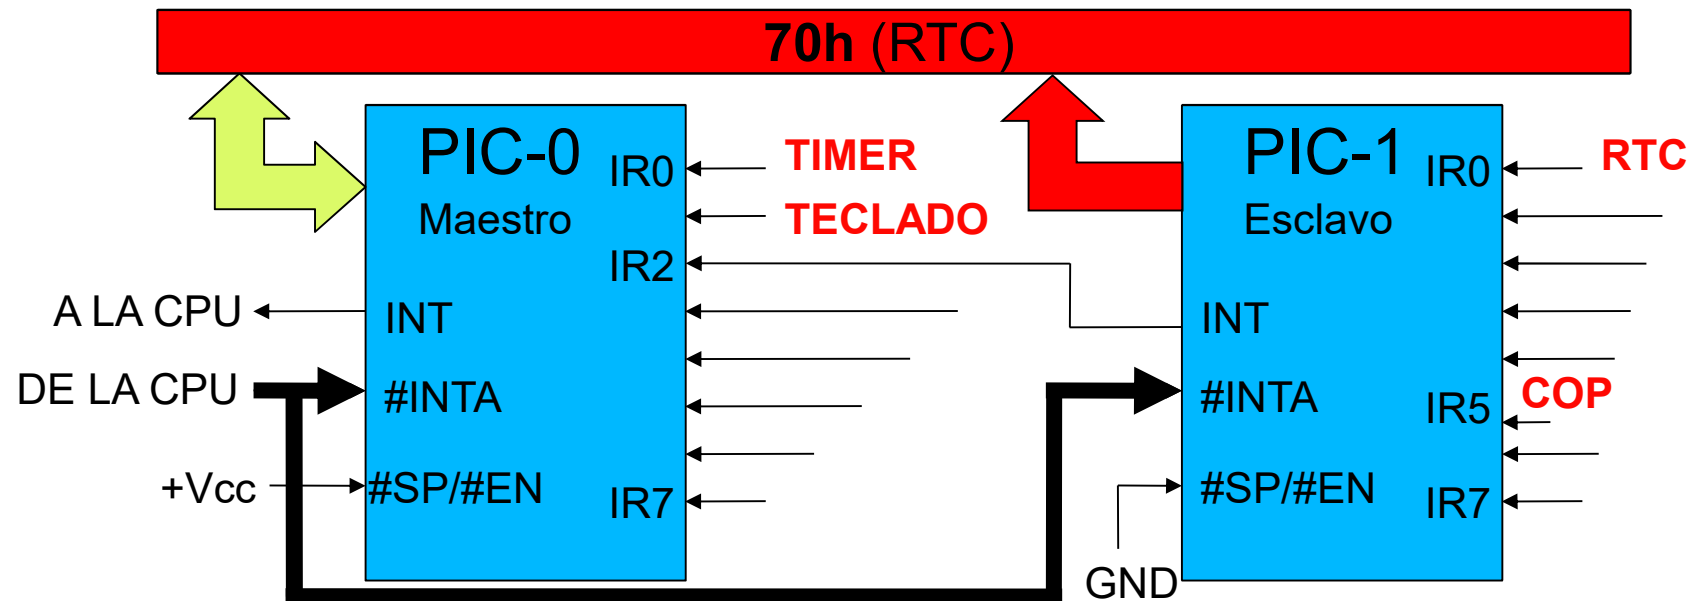 70h (RTC)
PIC-0
Maestro
IR0
TIMER
TECLADO
IR2
A LA CPU
INT
DE LA CPU
#INTA
+Vcc
#SP/#EN
IR7
PIC-1
Esclavo
IR0
RTC
INT
#INTA
COP
IR5
#SP/#EN
IR7
GND